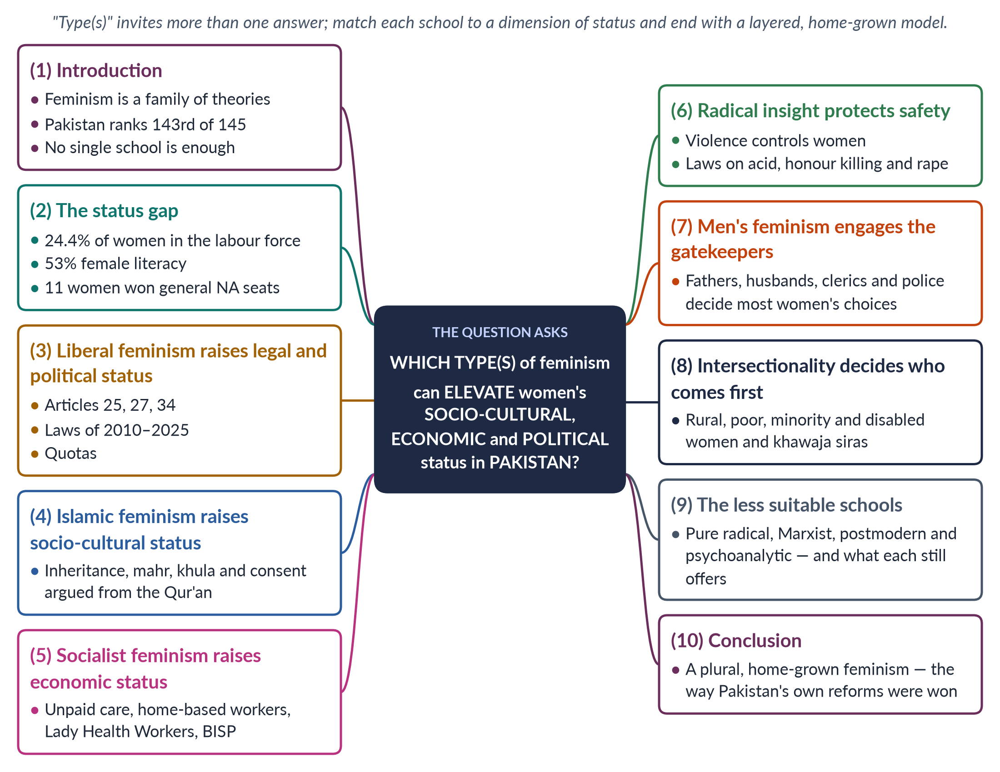 "Type(s)" invites more than one answer; match each school to a dimension of status and end with a layered, home-grown model.
(1) Introduction
● Feminism is a family of theories
● Pakistan ranks 143rd of 145
● No single school is enough
(2) The status gap
● 24.4% of women in the labour force
● 53% female literacy
● 11 women won general NA seats
(3) Liberal feminism raises legal and
political status
● Articles 25, 27, 34
● Laws of 2010–2025
● Quotas
(4) Islamic feminism raises
socio-cultural status
● Inheritance, mahr, khula and consent
argued from the Qur'an
(5) Socialist feminism raises
economic status
● Unpaid care, home-based workers,
Lady Health Workers, BISP
THE QUESTION ASKS
WHICH TYPE(S) of feminism
can ELEVATE women's
SOCIO-CULTURAL,
ECONOMIC and POLITICAL
status in PAKISTAN?
(6) Radical insight protects safety
● Violence controls women
● Laws on acid, honour killing and rape
(7) Men's feminism engages the
gatekeepers
● Fathers, husbands, clerics and police
decide most women's choices
(8) Intersectionality decides who
comes first
● Rural, poor, minority and disabled
women and khawaja siras
(9) The less suitable schools
● Pure radical, Marxist, postmodern and
psychoanalytic — and what each still
offers
(10) Conclusion
● A plural, home-grown feminism — the
way Pakistan's own reforms were won